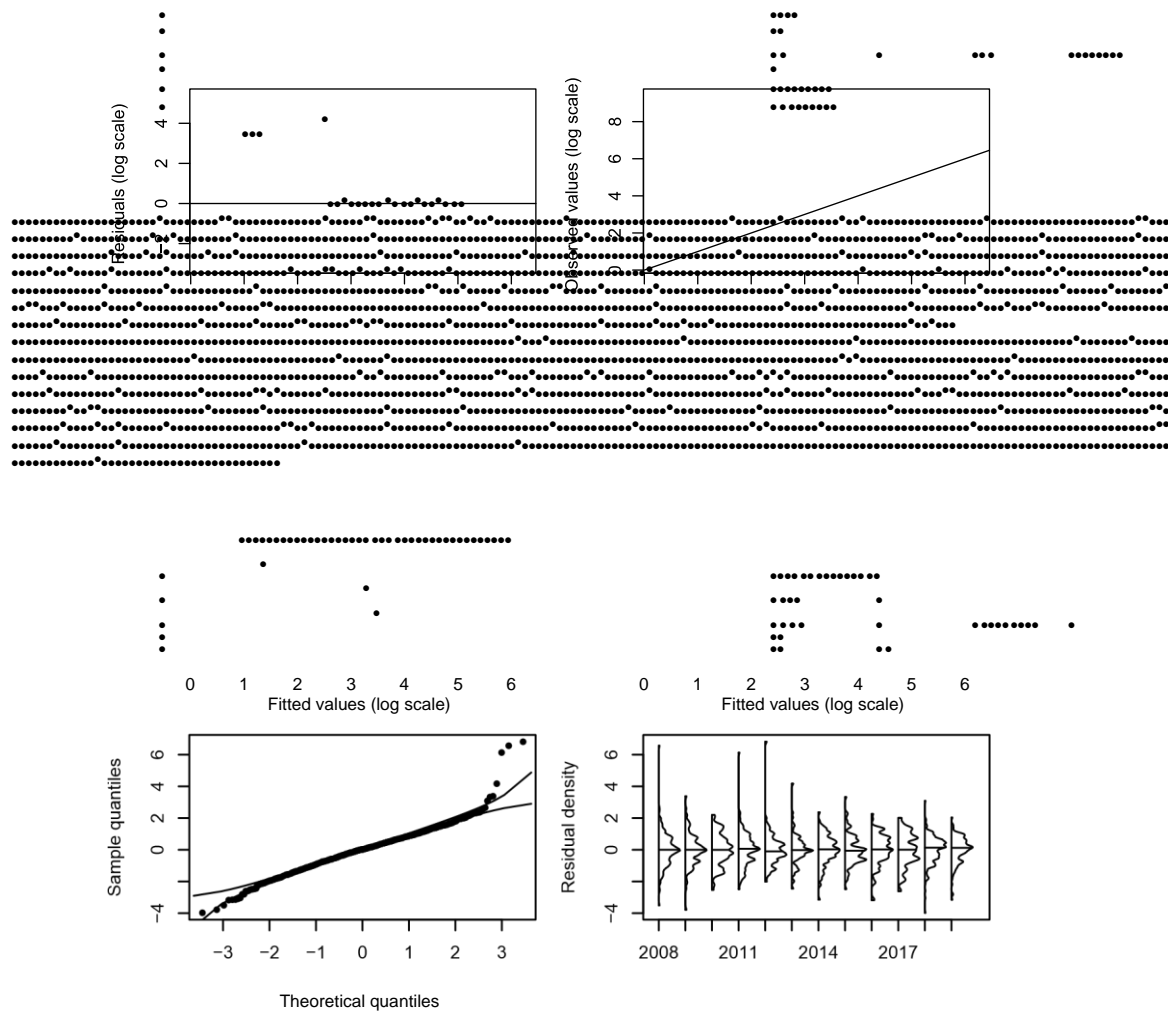 Residuals (log scale)
4
2
0
−2
Observed values (log scale)
8
6
4
2
0
0 1 2 3 4 5 6
Fitted values (log scale)
0 1 2 3 4 5 6
Fitted values (log scale)
Sample quantiles
6
4
2
0
−4
−3 −2 −1 0 1 2 3
Theoretical quantiles
Residual density
6
4
2
0
−4
2008 2011 2014 2017